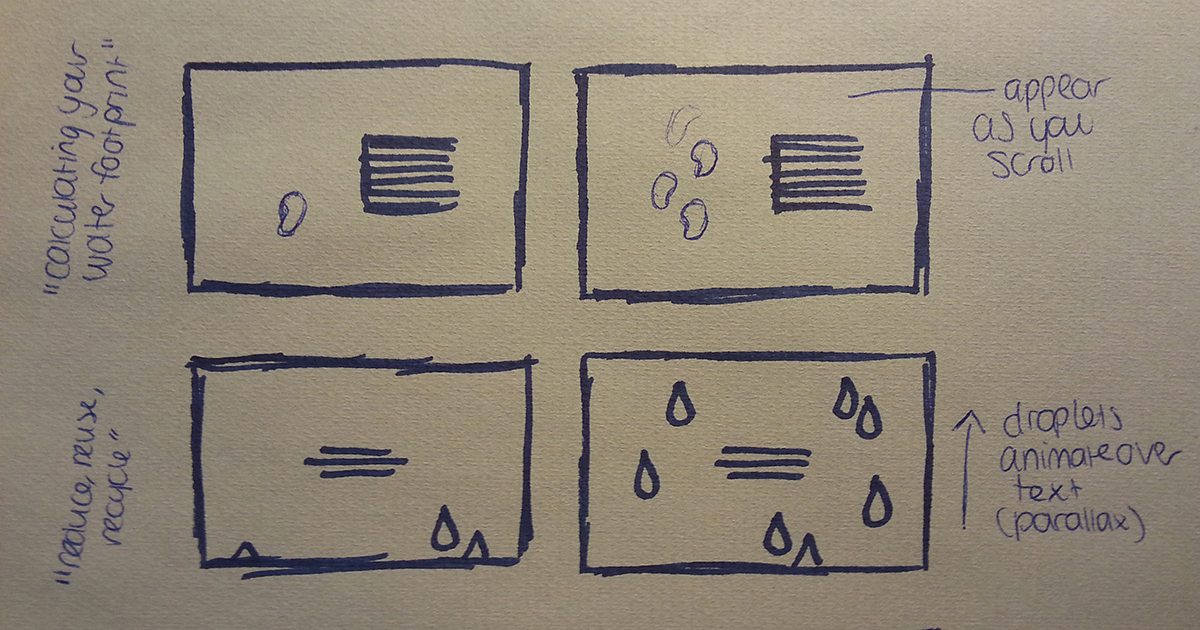 "calculating your
water footprint"
appear
as you
scroll
"reduce, reuse,
recycle"
droplets
animate over
text
(parallax)